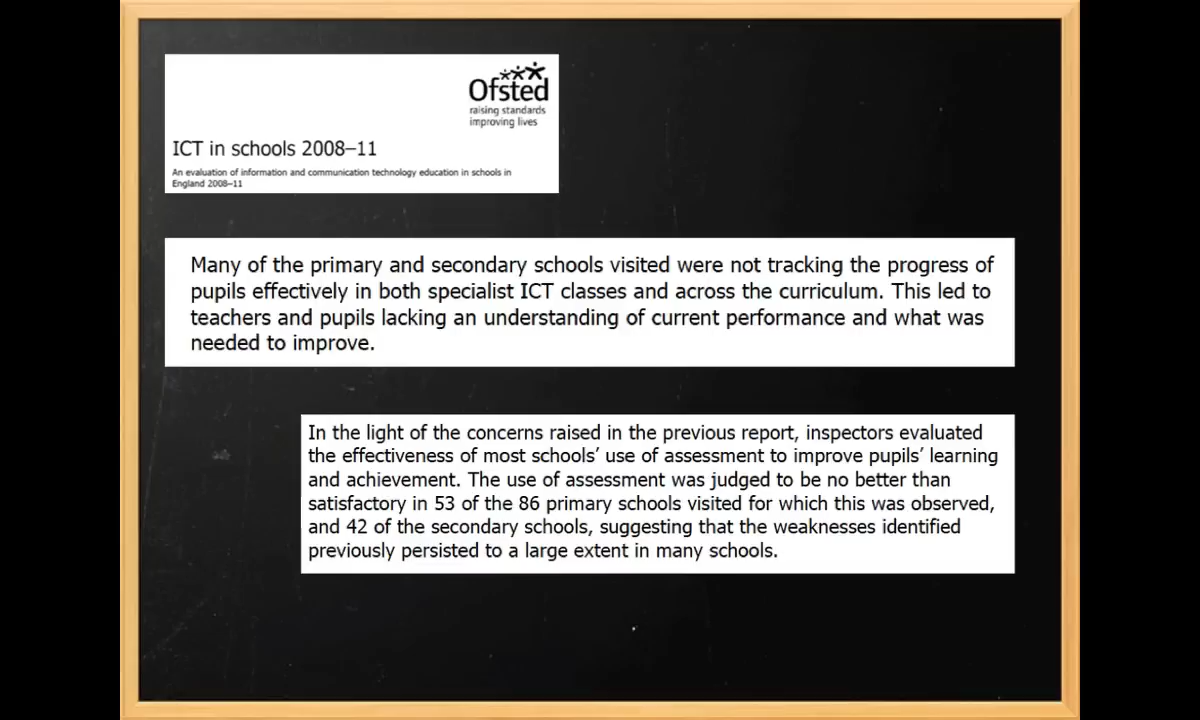 Ofsted
raising standards
improving lives
ICT in schools 2008–11
An evaluation of information and communication technology education in schools in
England 2008–11
Many of the primary and secondary schools visited were not tracking the progress of
pupils effectively in both specialist ICT classes and across the curriculum. This led to
teachers and pupils lacking an understanding of current performance and what was
needed to improve.
In the light of the concerns raised in the previous report, inspectors evaluated
the effectiveness of most schools’ use of assessment to improve pupils’ learning
and achievement. The use of assessment was judged to be no better than
satisfactory in 53 of the 86 primary schools visited for which this was observed,
and 42 of the secondary schools, suggesting that the weaknesses identified
previously persisted to a large extent in many schools.